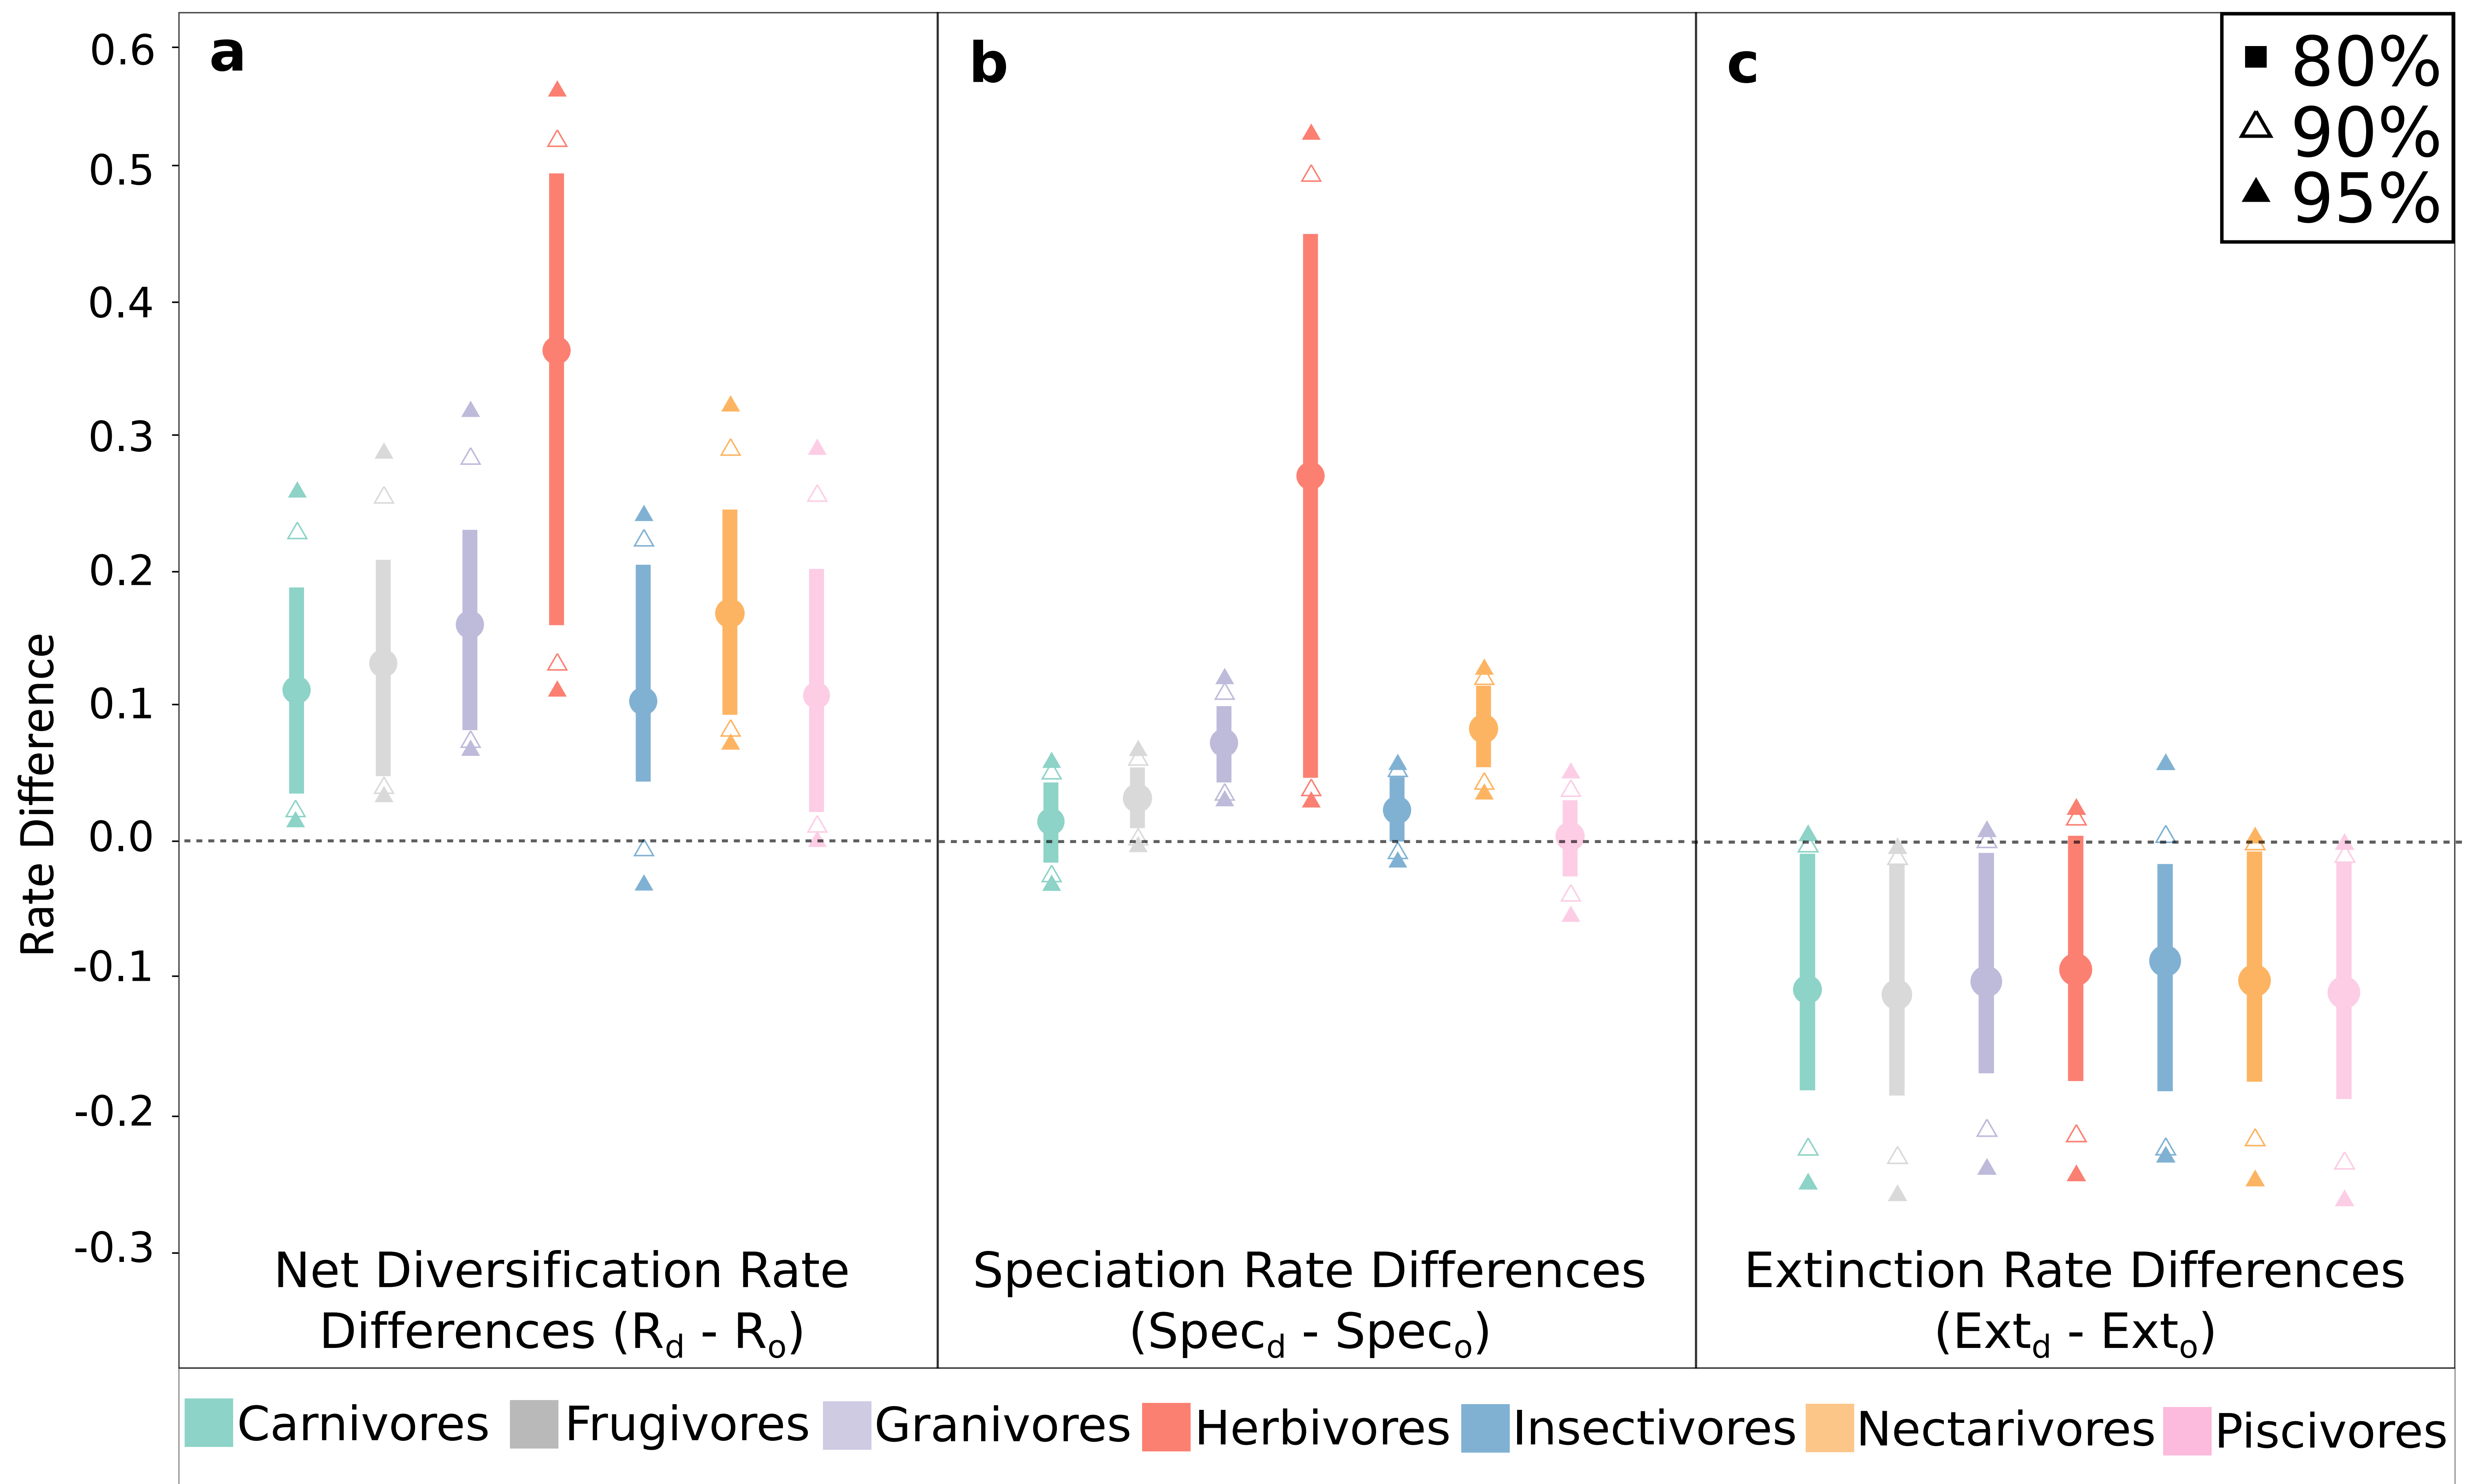 a
b
c
80%
90%
95%
0.6
0.5
0.4
0.3
0.2
0.1
0.0
-0.1
-0.2
-0.3
Rate Difference
Net Diversification Rate
Differences (Rd - Ro)
Speciation Rate Differences
(Specd - Speco)
Extinction Rate Differences
(Extd - Exto)
Carnivores Frugivores Granivores Herbivores Insectivores Nectarivores Piscivores